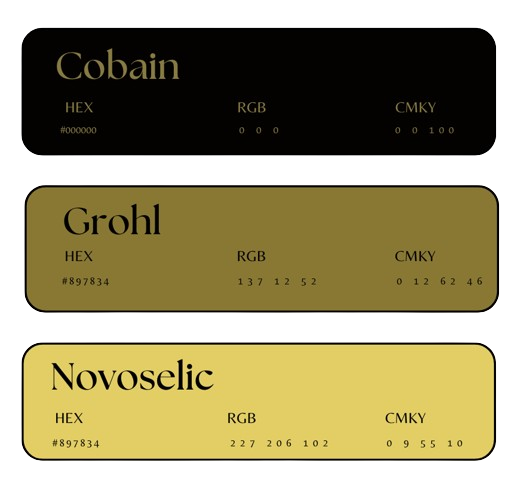 Cobain
HEX RGB CMKY
#000000 0 0 0 0 0 100
Grohl
HEX RGB CMKY
#897834 137 12 52 0 12 62 46
Novoselic
HEX RGB CMKY
#897834 227 206 102 0 9 55 10